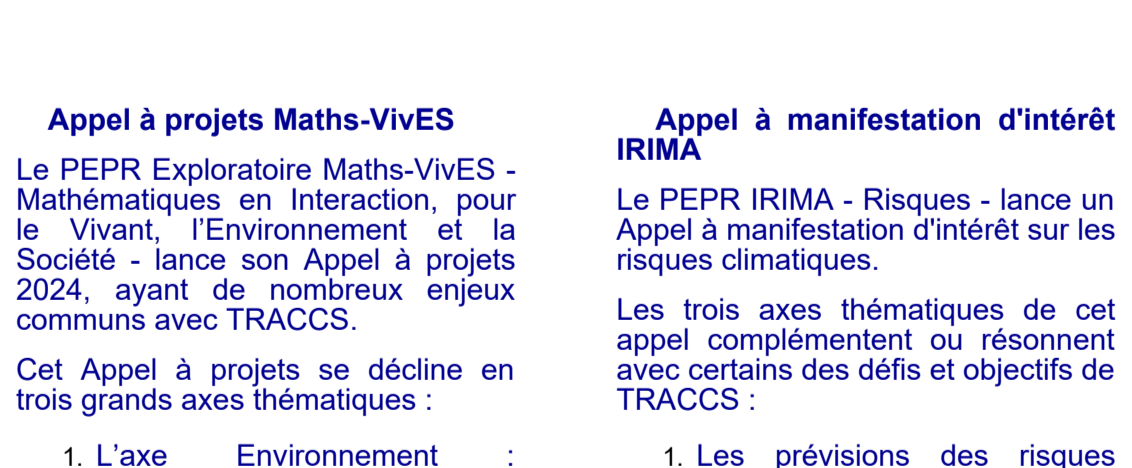 Appel à projets Maths-VivES
Le PEPR Exploratoire Maths-VivES -
Mathématiques en Interaction, pour
le Vivant, l’Environnement et la
Société - lance son Appel à projets
2024, ayant de nombreux enjeux
communs avec TRACCS.
Cet Appel à projets se décline en
trois grands axes thématiques :
1. L’axe Environnement :
Appel à manifestation d'intérêt
IRIMA
Le PEPR IRIMA - Risques - lance un
Appel à manifestation d'intérêt sur les
risques climatiques.
Les trois axes thématiques de cet
appel complémentent ou résonnent
avec certains des défis et objectifs de
TRACCS :
1. Les prévisions des risques